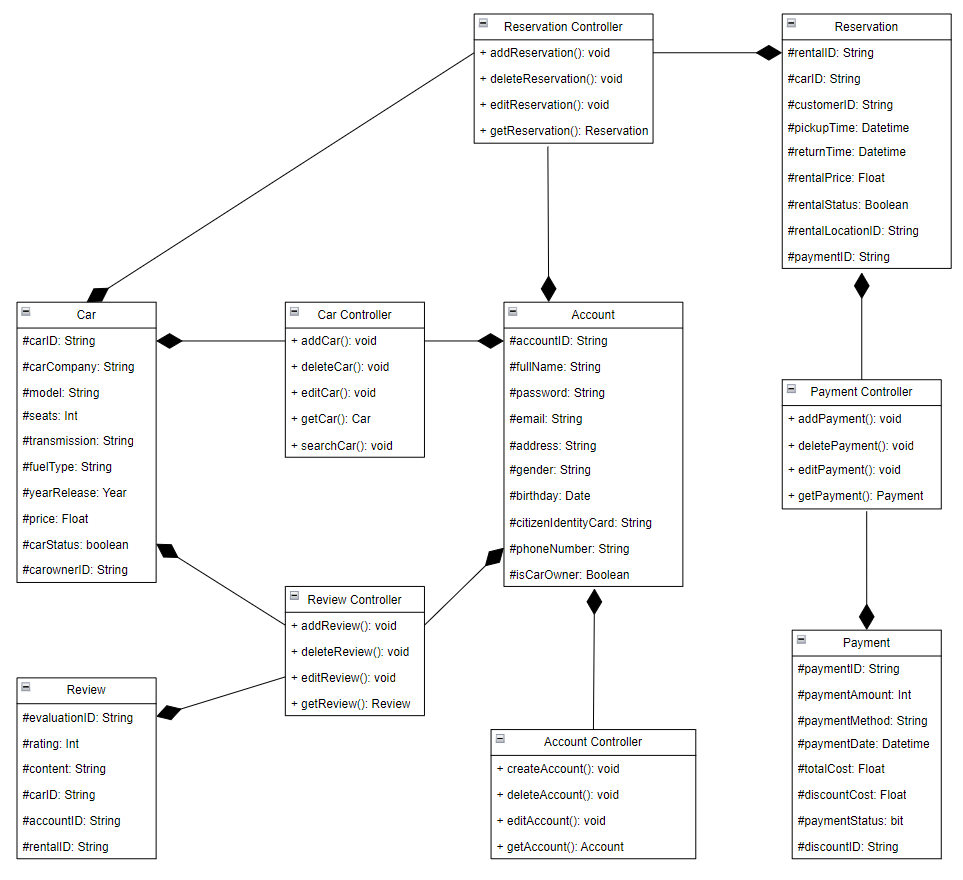 Reservation Controller
+ addReservation(): void
+ deleteReservation(): void
+ editReservation(): void
+ getReservation(): Reservation
Reservation
#rentalID: String
#carID: String
#customerID: String
#pickupTime: Datetime
#returnTime: Datetime
#rentalPrice: Float
#rentalStatus: Boolean
#rentalLocationID: String
#paymentID: String
Car
#carID: String
#carCompany: String
#model: String
#seats: Int
#transmission: String
#fuelType: String
#yearRelease: Year
#price: Float
#carStatus: boolean
#carownerID: String
Car Controller
+ addCar(): void
+ deleteCar(): void
+ editCar(): void
+ getCar(): Car
+ searchCar(): void
Account
#accountID: String
#fullName: String
#password: String
#email: String
#address: String
#gender: String
#birthday: Date
#citizenIdentityCard: String
#phoneNumber: String
#isCarOwner: Boolean
Payment Controller
+ addPayment(): void
+ deletePayment(): void
+ editPayment(): void
+ getPayment(): Payment
Review Controller
+ addReview(): void
+ deleteReview(): void
+ editReview(): void
+ getReview(): Review
Review
#evaluationID: String
#rating: Int
#content: String
#carID: String
#accountID: String
#rentalID: String
Account Controller
+ createAccount(): void
+ deleteAccount(): void
+ editAccount(): void
+ getAccount(): Account
Payment
#paymentID: String
#paymentAmount: Int
#paymentMethod: String
#paymentDate: Datetime
#totalCost: Float
#discountCost: Float
#paymentStatus: bit
#discountID: String